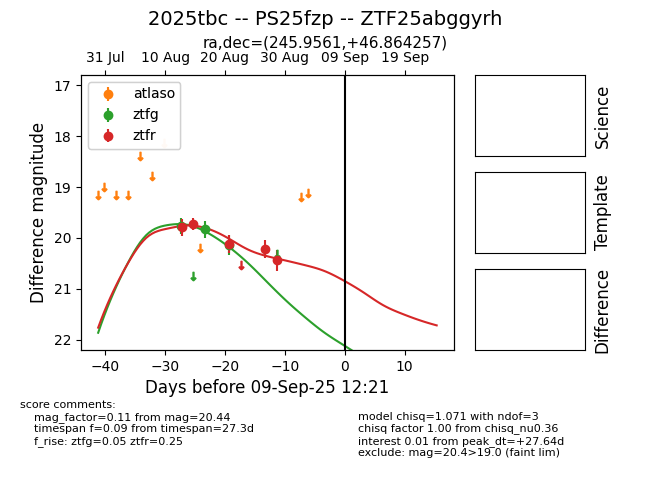 2025tbc -- PS25fzp -- ZTF25abggyrh
ra,dec=(245.9561,+46.864257)
31 Jul 10 Aug 20 Aug 30 Aug 09 Sep 19 Sep
atlaso
ztfg
ztfr
17
18
19
20
21
22
Difference magnitude
−40 −30 −20 −10 0 10
Days before 09-Sep-25 12:21
Science
Template
Difference
score comments:
mag_factor=0.11 from mag=20.44
timespan f=0.09 from timespan=27.3d
f_rise: ztfg=0.05 ztfr=0.25
model chisq=1.071 with ndof=3
chisq factor 1.00 from chisq_nu0.36
interest 0.01 from peak_dt=+27.64d
exclude: mag=20.4>19.0 (faint lim)